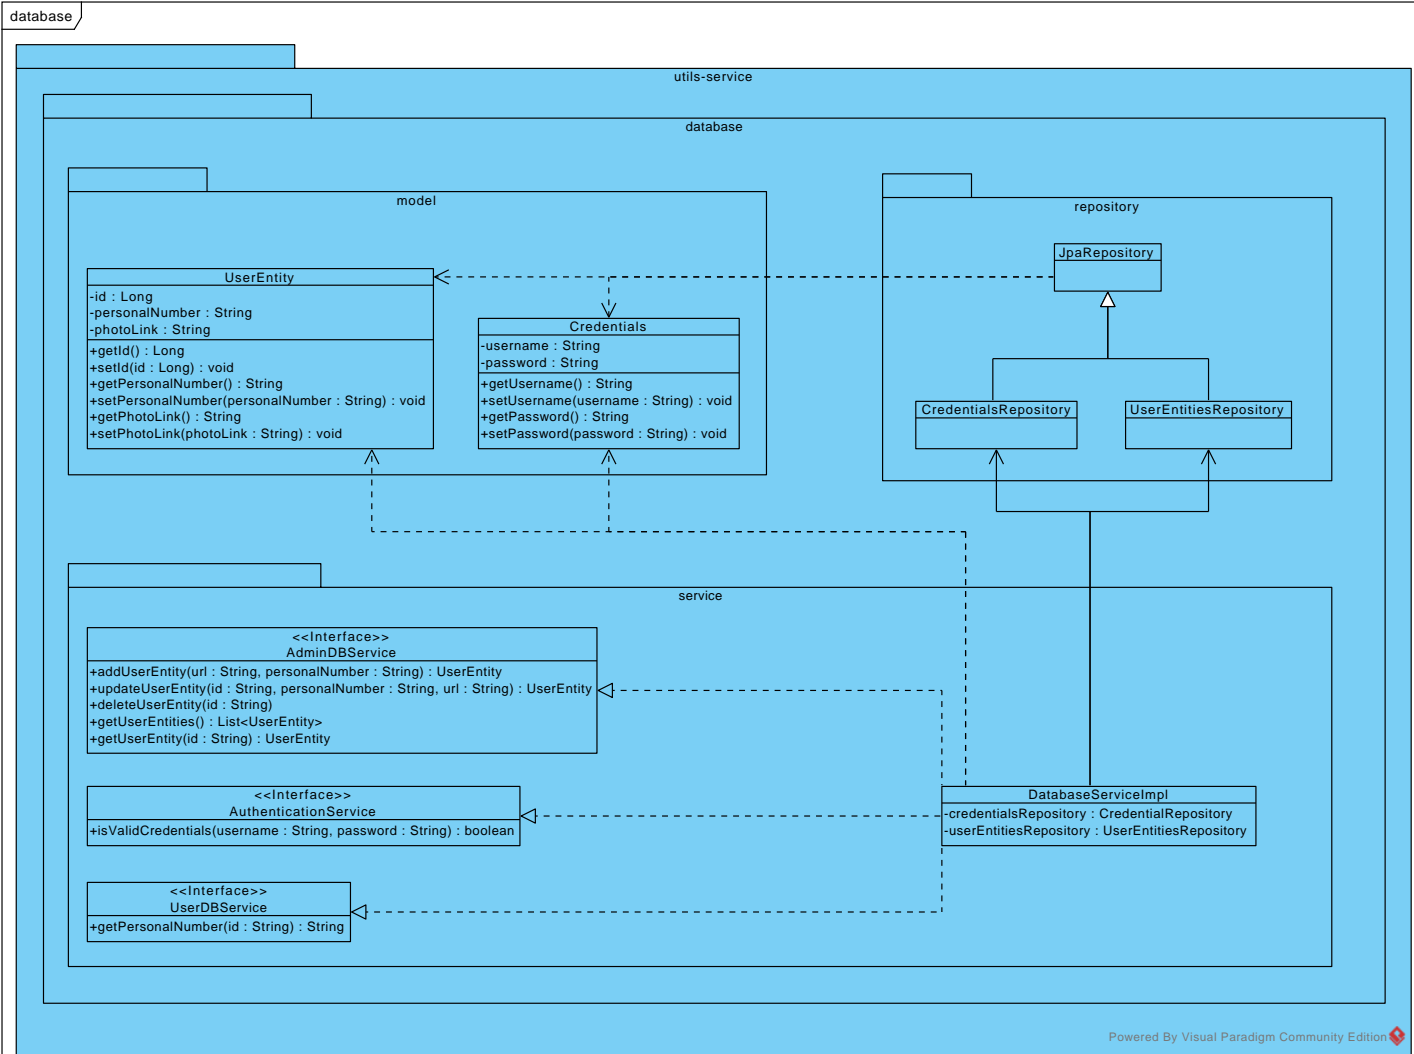 database
utils-service
database
model
UserEntity
-id : Long
-personalNumber : String
-photoLink : String
+getId() : Long
+setId(id : Long) : void
+getPersonalNumber() : String
+setPersonalNumber(personalNumber : String) : void
+getPhotoLink() : String
+setPhotoLink(photoLink : String) : void
Credentials
-username : String
-password : String
+getUsername() : String
+setUsername(username : String) : void
+getPassword() : String
+setPassword(password : String) : void
repository
JpaRepository
CredentialsRepository
UserEntitiesRepository
service
<<Interface>>
AdminDBService
+addUserEntity(url : String, personalNumber : String) : UserEntity
+updateUserEntity(id : String, personalNumber : String, url : String) : UserEntity
+deleteUserEntity(id : String)
+getUserEntities() : List<UserEntity>
+getUserEntity(id : String) : UserEntity
<<Interface>>
AuthenticationService
+isValidCredentials(username : String, password : String) : boolean
<<Interface>>
UserDBService
+getPersonalNumber(id : String) : String
DatabaseServiceImpl
-credentialsRepository : CredentialRepository
-userEntitiesRepository : UserEntitiesRepository
Powered By Visual Paradigm Community Edition